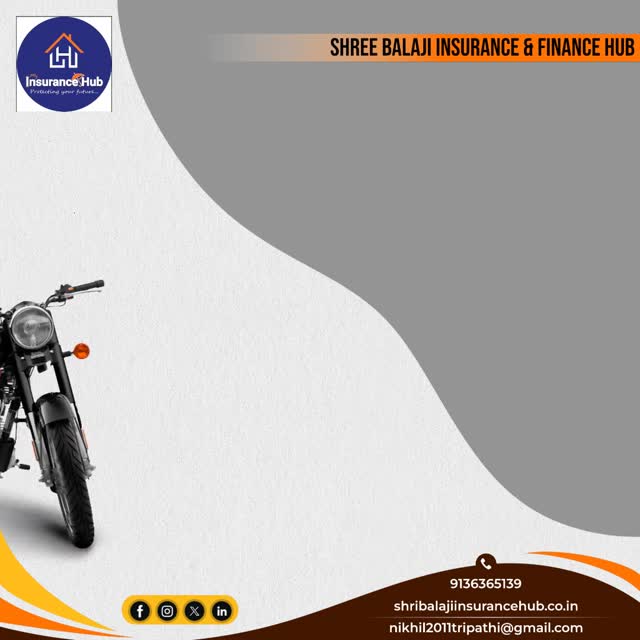 Insurance Hub
Protecting your future...
SHREE BALAJI INSURANCE & FINANCE HUB
9136365139
shribalajiinsurancehub.co.in
nikhil2011tripathi@gmail.com